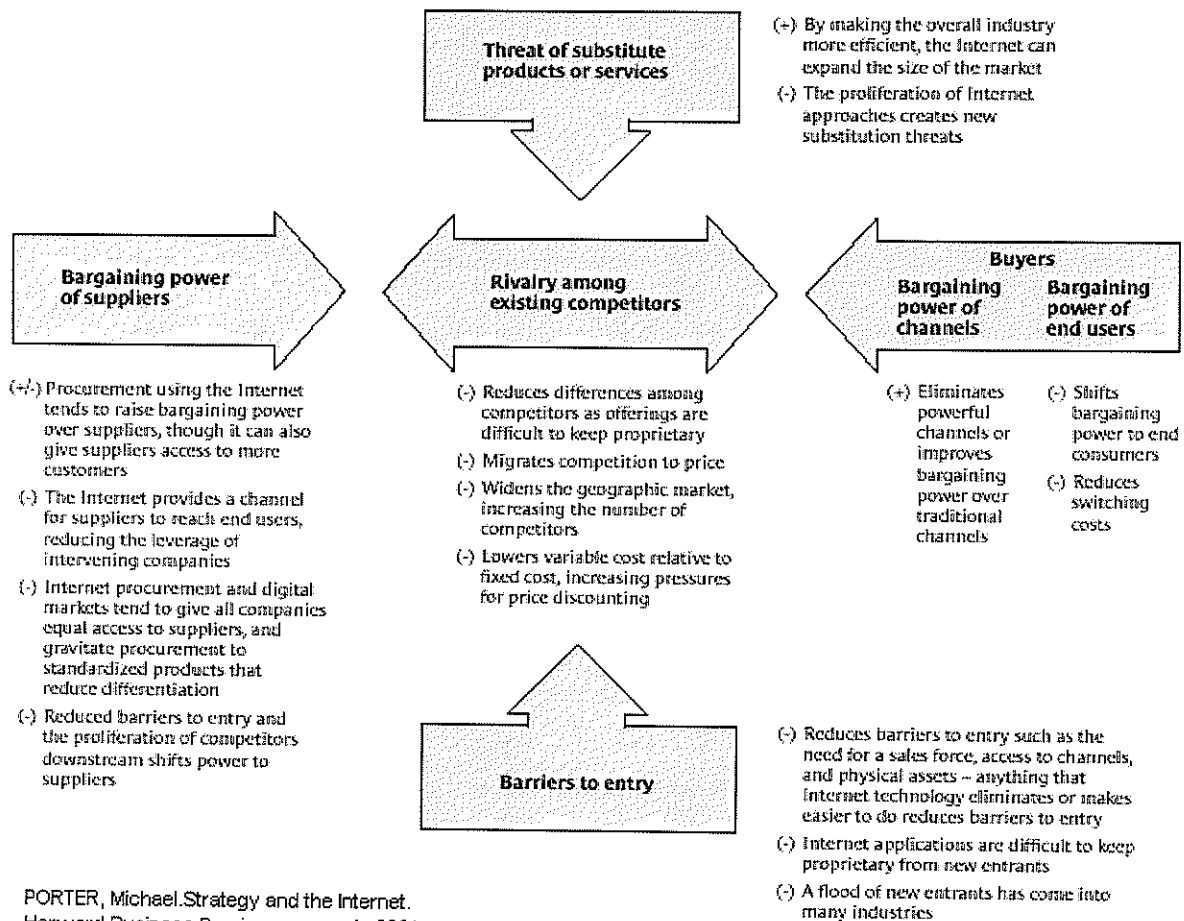 Threat of substitute
products or services
(+) By making the overall industry
more efficient, the Internet can
expand the size of the market
(-) The proliferation of Internet
approaches creates new
substitution threats
Bargaining power
of suppliers
Rivalry among
existing competitors
Buyers
Bargaining
power of
channels
Bargaining
power of
end users
(+/-) Procurement using the Internet
tends to raise bargaining power
over suppliers, though it can also
give suppliers access to more
customers
(-) The Internet provides a channel
for suppliers to reach end users,
reducing the leverage of
intervening companies
(-) Internet procurement and digital
markets tend to give all companies
equal access to suppliers, and
gravitate procurement to
standardized products that
reduce differentiation
(-) Reduced barriers to entry and
the proliferation of competitors
downstream shifts power to
suppliers
(-) Reduces differences among
competitors as offerings are
difficult to keep proprietary
(-) Migrates competition to price
(-) Widens the geographic market,
increasing the number of
competitors
(-) Lowers variable cost relative to
fixed cost, increasing pressures
for price discounting
(+) Eliminates
powerful
channels or
improves
bargaining
power over
traditional
channels
(-) Shifts
bargaining
power to end
consumers
(-) Reduces
switching
costs
Barriers to entry
(-) Reduces barriers to entry such as the
need for a sales force, access to channels,
and physical assets – anything that
Internet technology eliminates or makes
easier to do reduces barriers to entry
(-) Internet applications are difficult to keep
proprietary from new entrants
(-) A flood of new entrants has come into
many industries
PORTER, Michael.Strategy and the Internet.